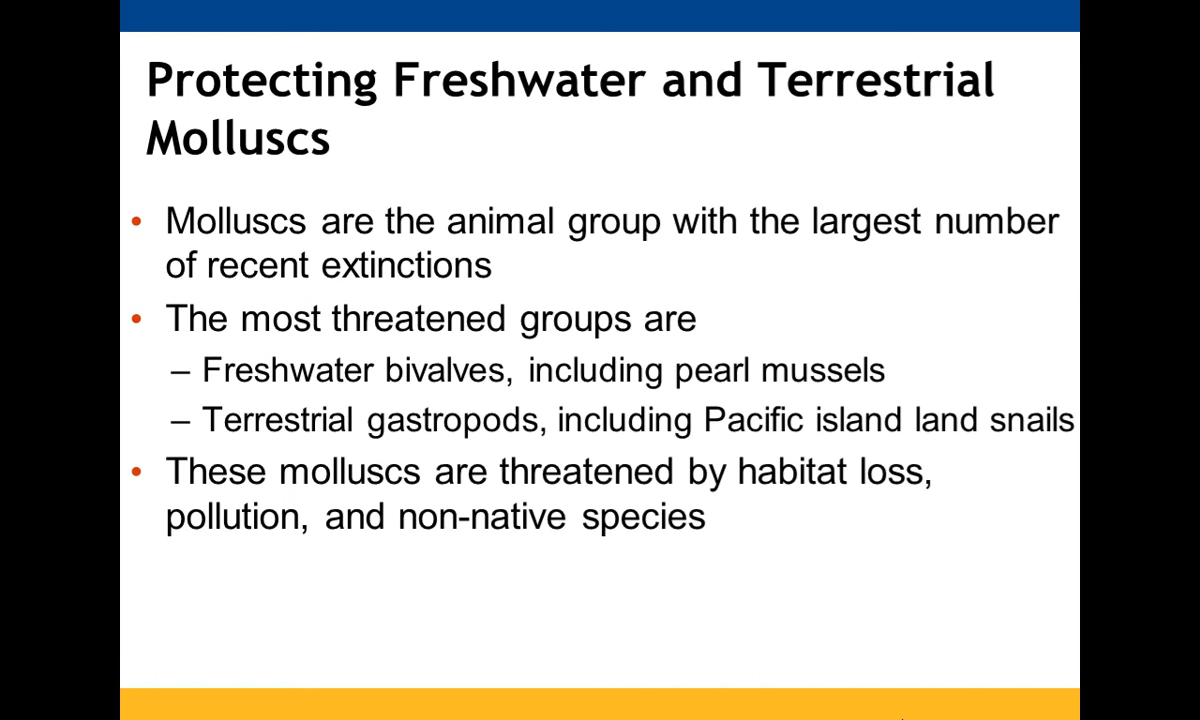 Protecting Freshwater and Terrestrial
Molluscs
• Molluscs are the animal group with the largest number
of recent extinctions
• The most threatened groups are
– Freshwater bivalves, including pearl mussels
– Terrestrial gastropods, including Pacific island land snails
• These molluscs are threatened by habitat loss,
pollution, and non-native species